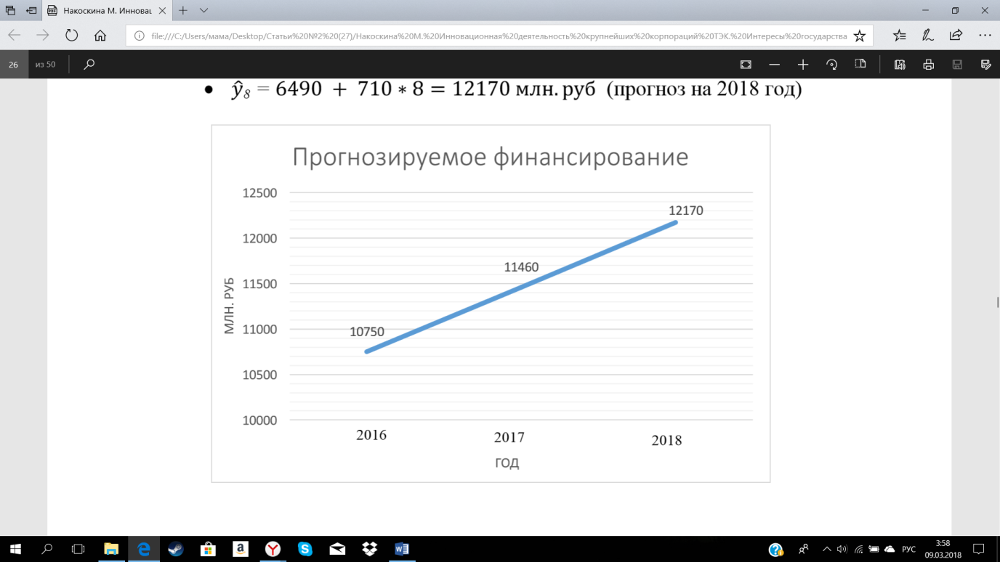 Накоскина М. Инновац
file:///C:/Users/мама/Desktop/Статьи%20№2%20(27)/Накоскина%20М.%20Инновационная%20деятельность%20крупнейших%20корпораций%20ТЭК.%20Интересы%20государства
26 из 50
• ŷ₈ = 6490 + 710 ∗ 8 = 12170 млн. руб (прогноз на 2018 год)
Прогнозируемое финансирование
МЛН. РУБ
12500
12000
11500
11000
10500
10000
10750
11460
12170
2016 2017 2018
ГОД
РУС
3:58
09.03.2018